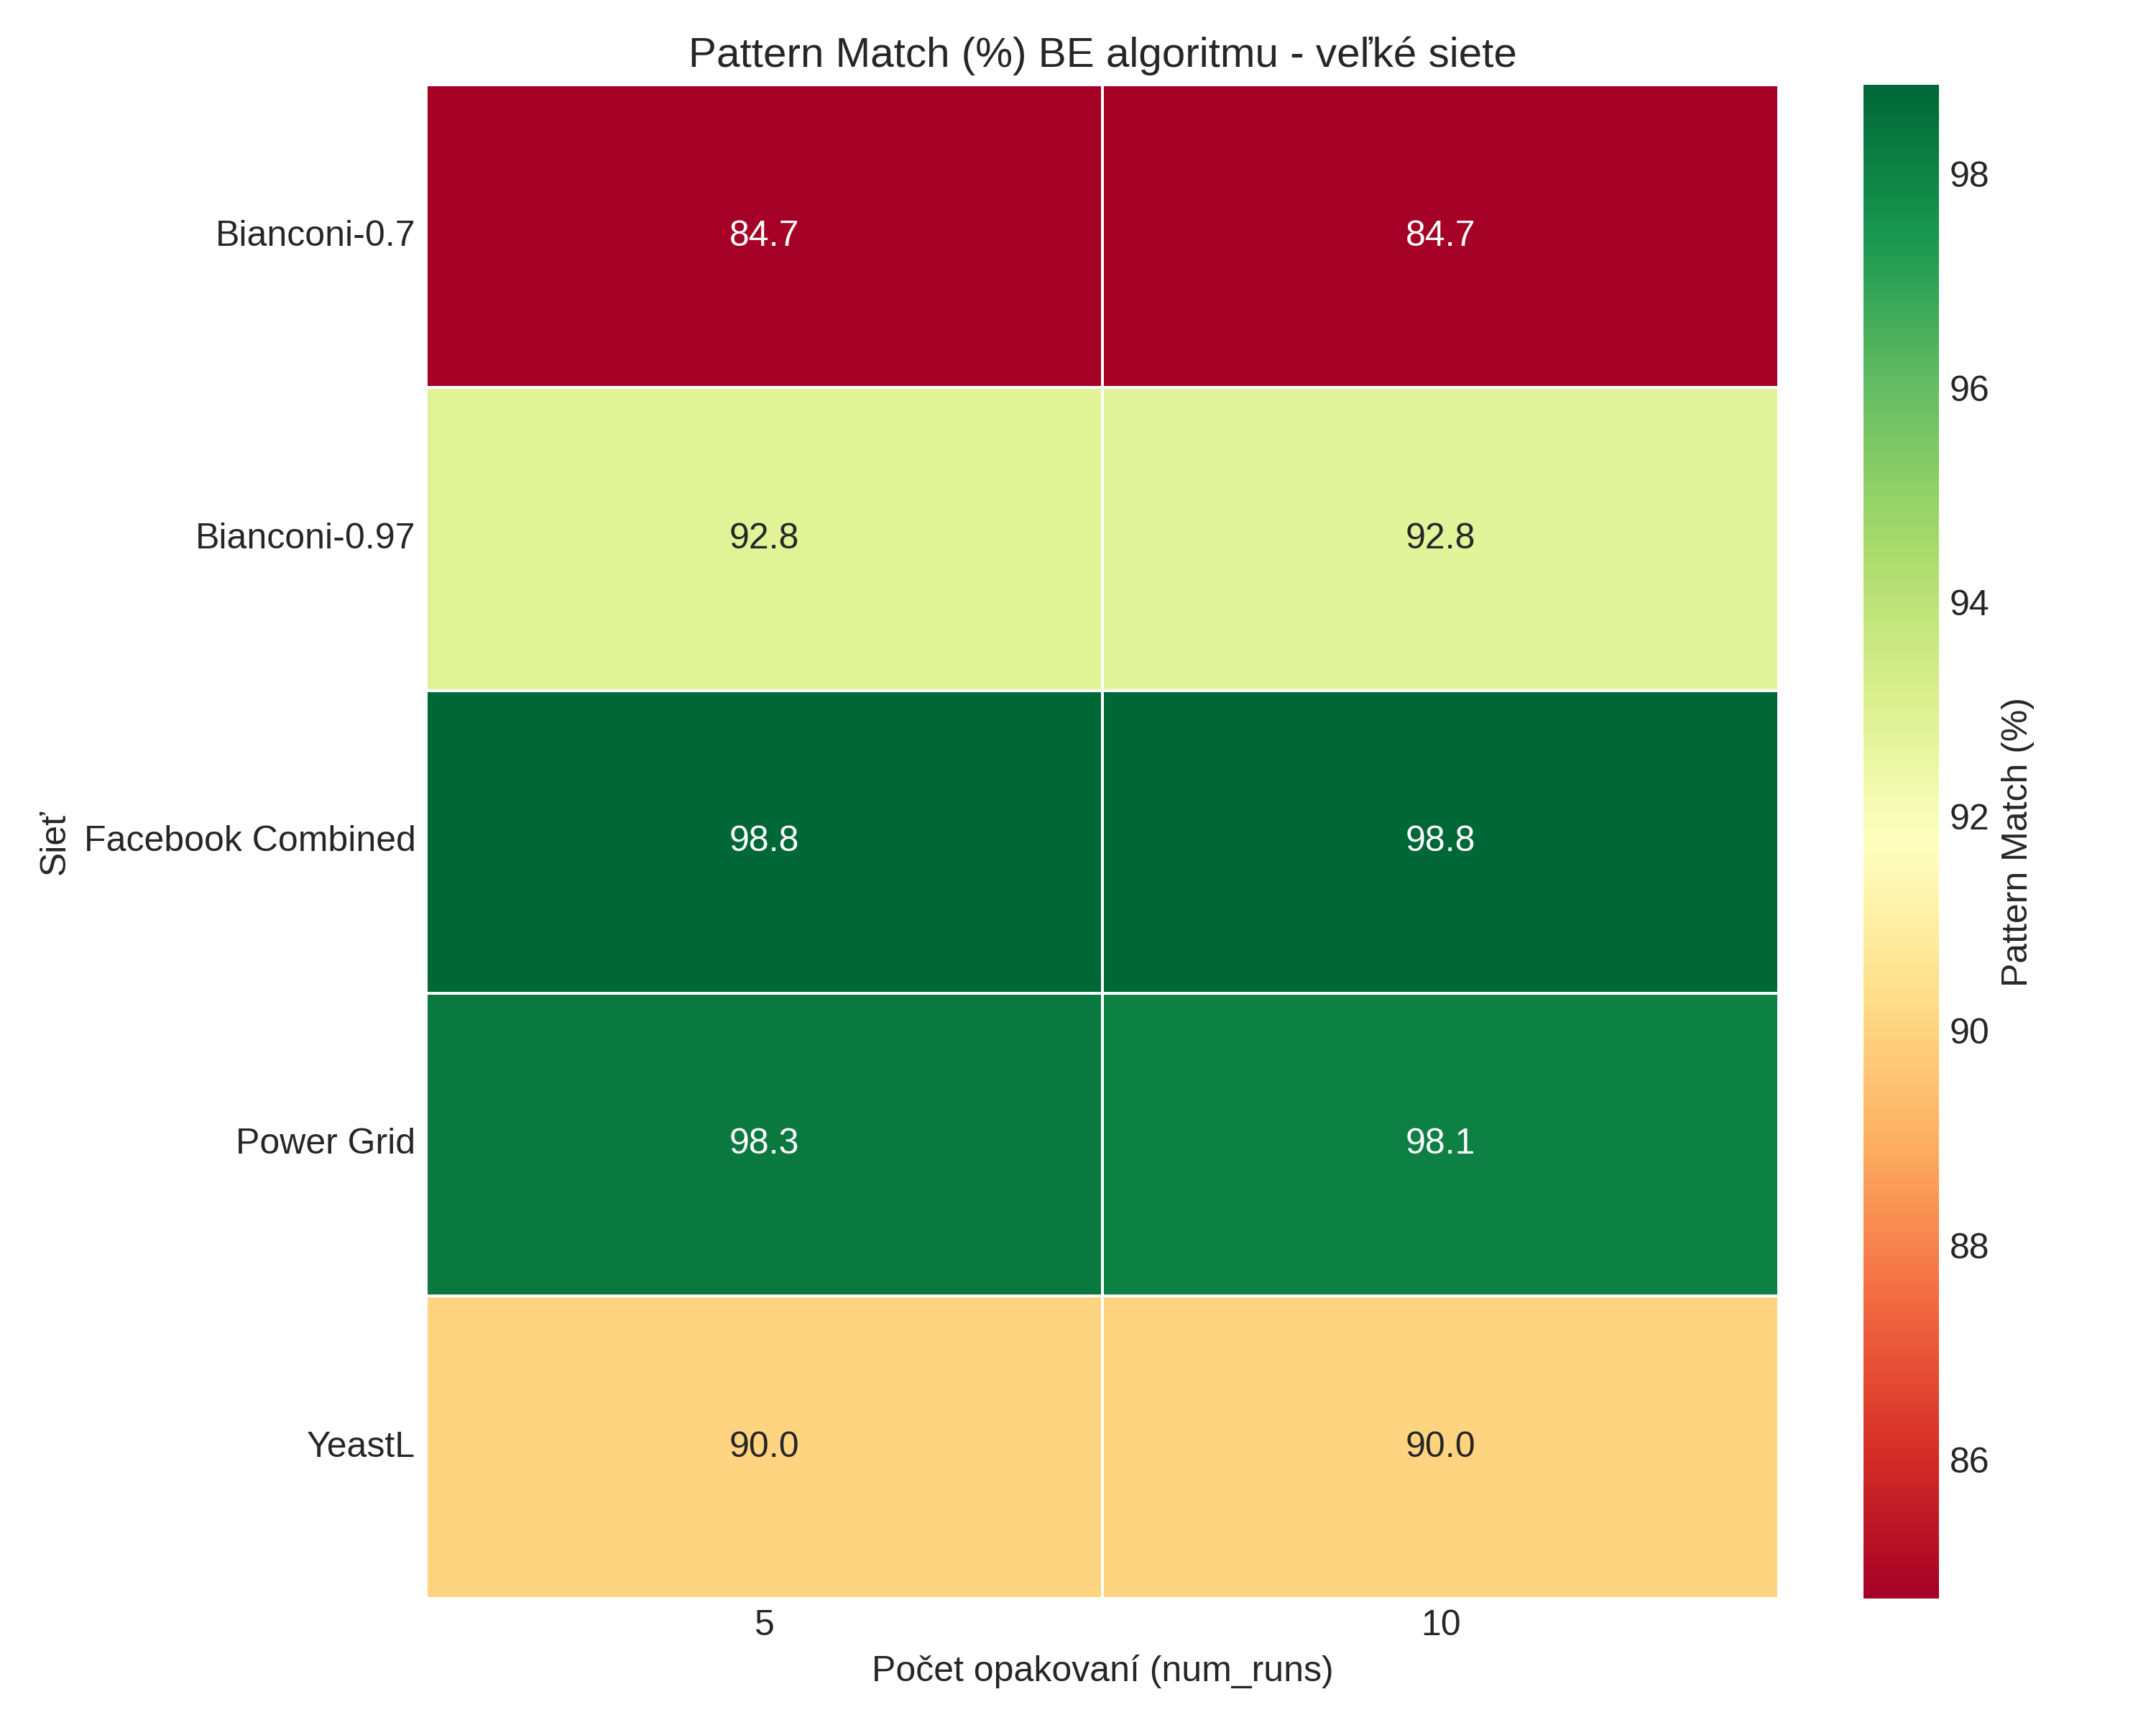 Pattern Match (%) BE algoritmu - veľké siete
Bianconi-0.7
84.7
84.7
Bianconi-0.97
92.8
92.8
Facebook Combined
98.8
98.8
Power Grid
98.3
98.1
YeastL
90.0
90.0
Sieť
5
10
Počet opakovaní (num_runs)
98
96
94
92
90
88
86
Pattern Match (%)